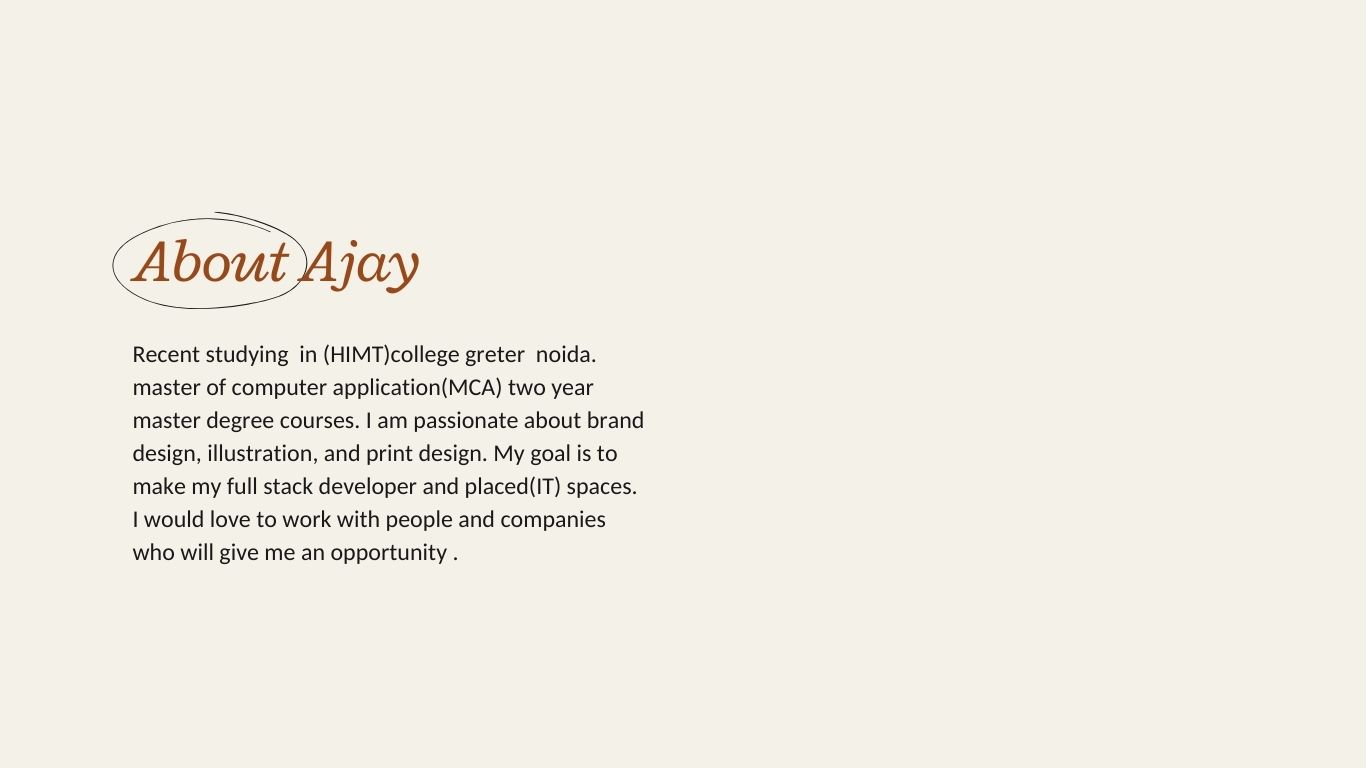 About Ajay
Recent studying  in (HIMT)college greter  noida.
master of computer application(MCA) two year
master degree courses. I am passionate about brand
design, illustration, and print design. My goal is to
make my full stack developer and placed(IT) spaces.
I would love to work with people and companies
who will give me an opportunity .